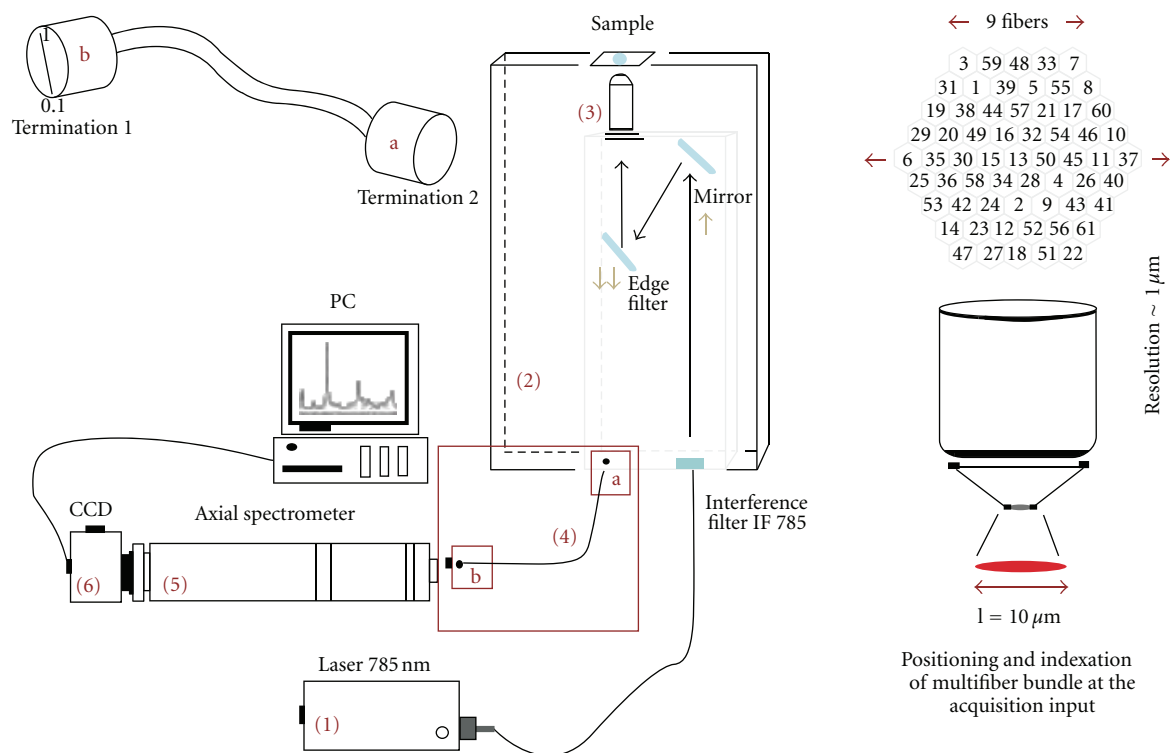 1
b
0.1
Termination 1
a
Termination 2
Sample
(3)
Mirror
Edge
filter
(2)
PC
a
Interference
filter IF 785
CCD
Axial spectrometer
(4)
b
(6)
(5)
Laser 785 nm
(1)
9 fibers
3 59 48 33 7
31 1 39 5 55 8
19 38 44 57 21 17 60
29 20 49 16 32 54 46 10
6 35 30 15 13 50 45 11 37
25 36 58 34 28 4 26 40
53 42 24 2 9 43 41
14 23 12 52 56 61
47 27 18 51 22
Resolution ~ 1 μm
l = 10 μm
Positioning and indexation
of multifiber bundle at the
acquisition input